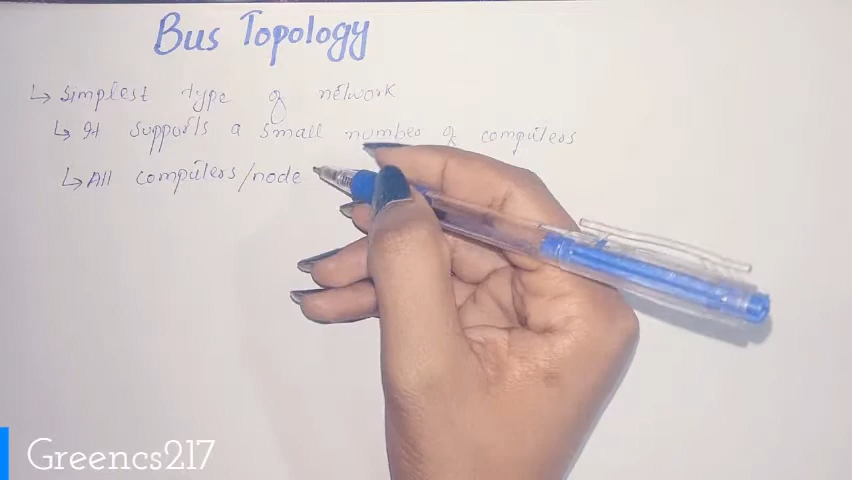 Bus Topology
↳ Simplest type of network
↳ It supports a small number of computers
↳ All computers/node
Greencs217